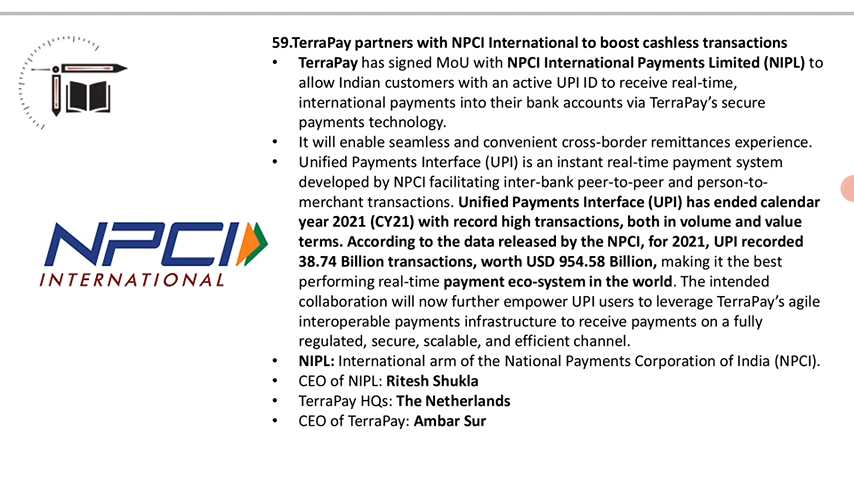 59.TerraPay partners with NPCI International to boost cashless transactions
• TerraPay has signed MoU with NPCI International Payments Limited (NIPL) to
allow Indian customers with an active UPI ID to receive real-time,
international payments into their bank accounts via TerraPay's secure
payments technology.
• It will enable seamless and convenient cross-border remittances experience.
• Unified Payments Interface (UPI) is an instant real-time payment system
developed by NPCI facilitating inter-bank peer-to-peer and person-to-
merchant transactions. Unified Payments Interface (UPI) has ended calendar
year 2021 (CY21) with record high transactions, both in volume and value
terms. According to the data released by the NPCI, for 2021, UPI recorded
38.74 Billion transactions, worth USD 954.58 Billion, making it the best
performing real-time payment eco-system in the world. The intended
collaboration will now further empower UPI users to leverage TerraPay's agile
interoperable payments infrastructure to receive payments on a fully
regulated, secure, scalable, and efficient channel.
• NIPL: International arm of the National Payments Corporation of India (NPCI).
• CEO of NIPL: Ritesh Shukla
• TerraPay HQs: The Netherlands
• CEO of TerraPay: Ambar Sur
NPCI
INTERNATIONAL